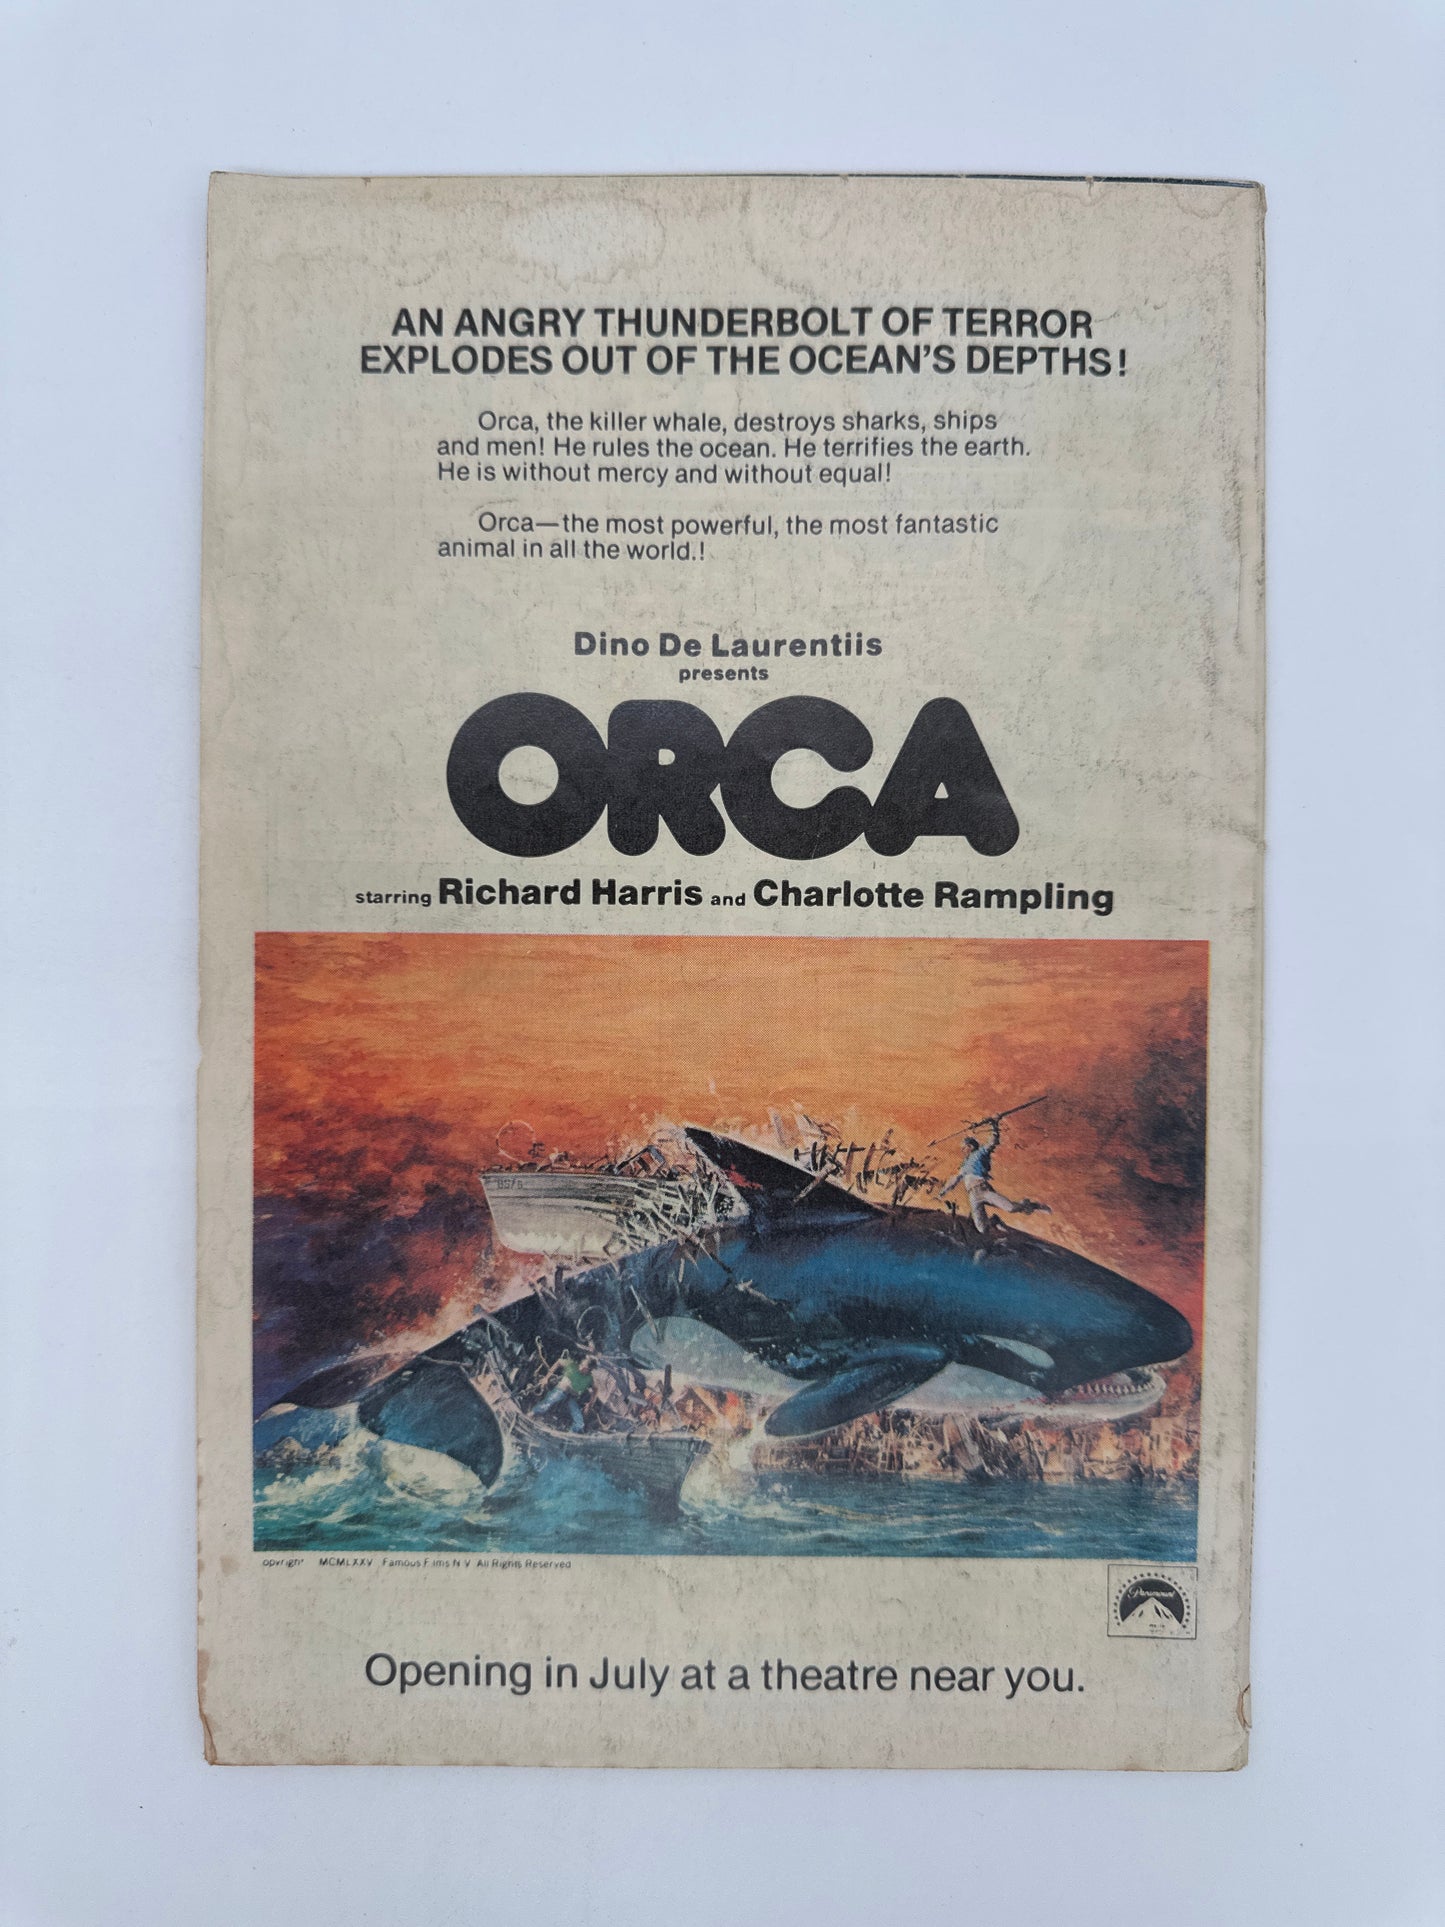 AN ANGRY THUNDERBOLT OF TERROR
EXPLODES OUT OF THE OCEAN'S DEPTHS!
Orca, the killer whale, destroys sharks, ships
and men! He rules the ocean. He terrifies the earth.
He is without mercy and without equal!
Orca—the most powerful, the most fantastic
animal in all the world.!
Dino De Laurentiis
presents
ORCA
starring Richard Harris and Charlotte Rampling
MCMLXXV Famous Films N V All Rights Reserved
Paramount
Opening in July at a theatre near you.